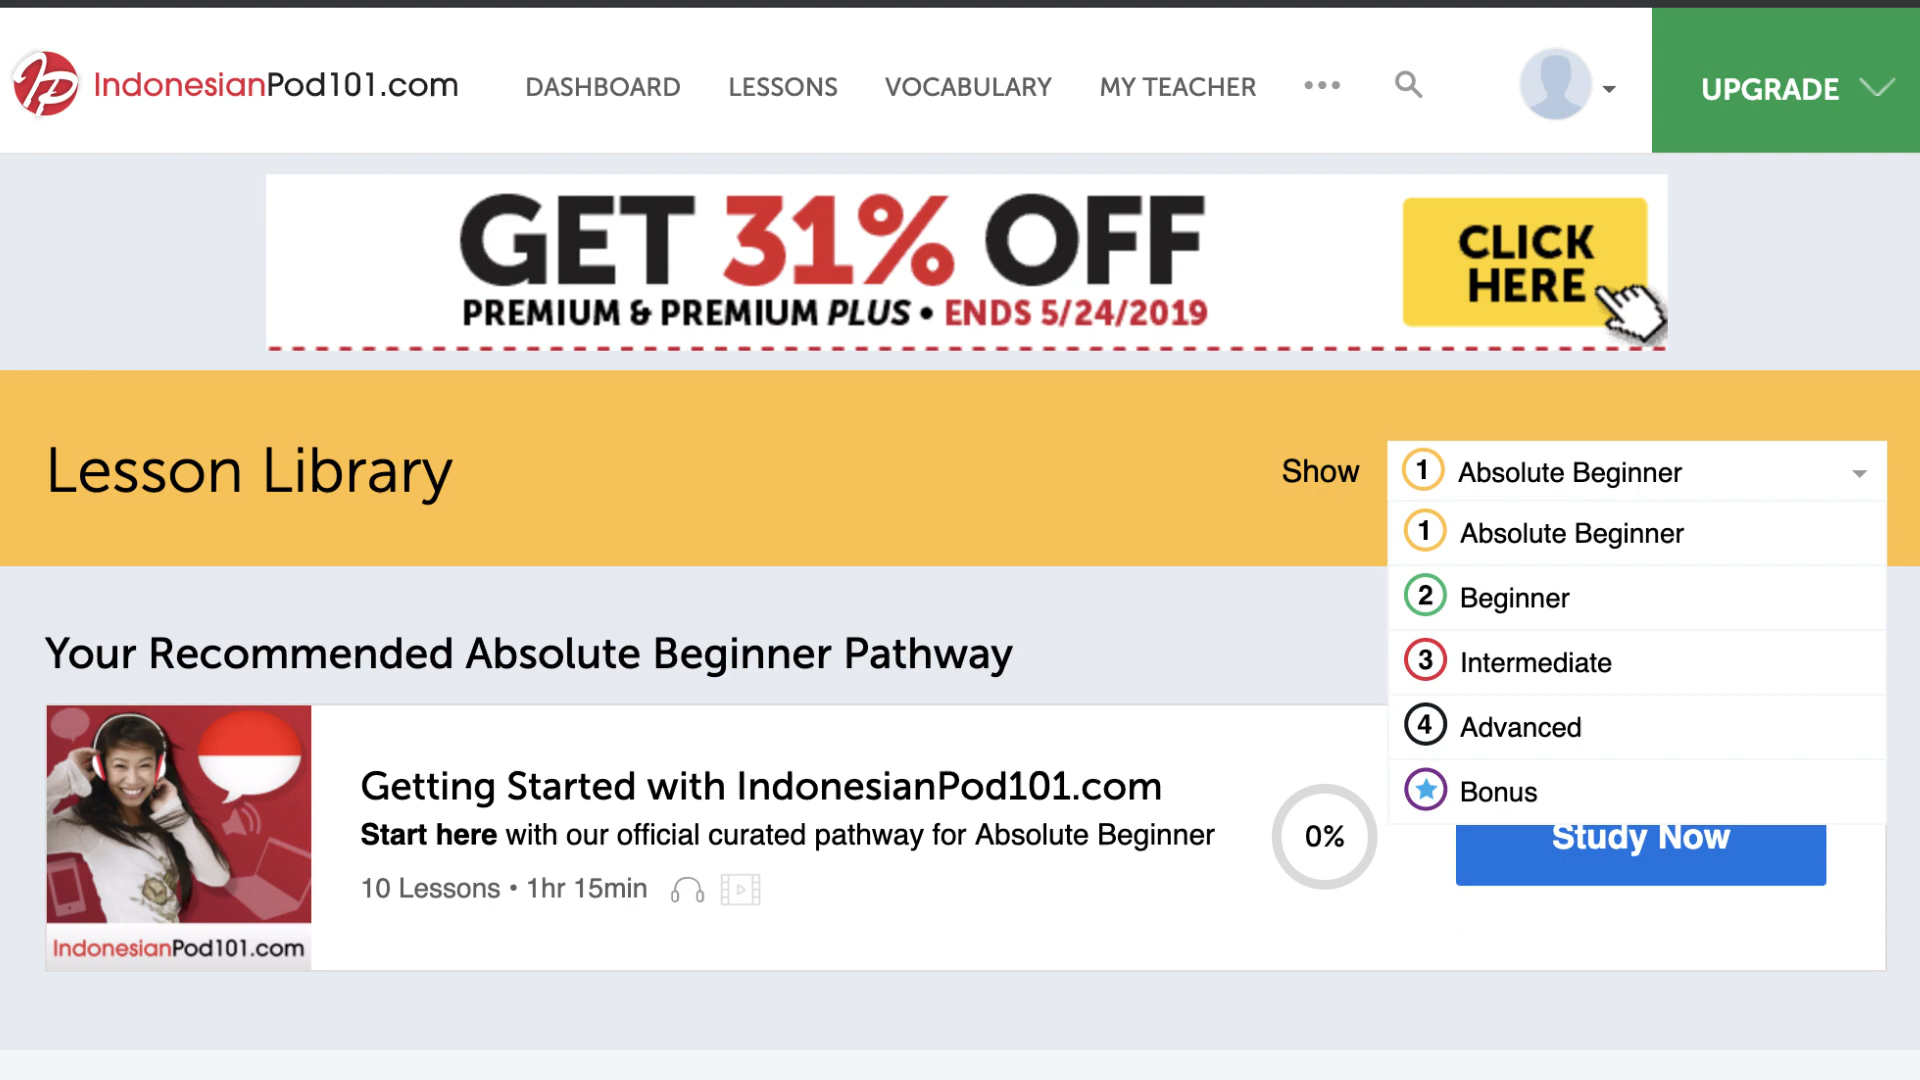 IndonesianPod101.com
DASHBOARD
LESSONS
VOCABULARY
MY TEACHER
UPGRADE
GET 31% OFF
PREMIUM & PREMIUM PLUS • ENDS 5/24/2019
CLICK
HERE
Lesson Library
Show
1 Absolute Beginner
1 Absolute Beginner
2 Beginner
3 Intermediate
4 Advanced
Bonus
Your Recommended Absolute Beginner Pathway
Getting Started with IndonesianPod101.com
Start here with our official curated pathway for Absolute Beginner
10 Lessons • 1hr 15min
0%
Study Now
IndonesianPod101.com